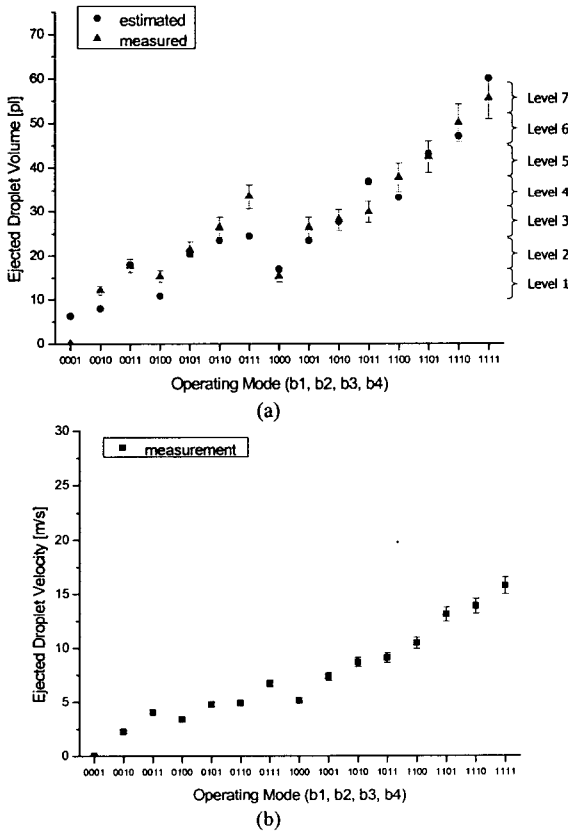 estimated
measured
Ejected Droplet Volume [pl]
70
60
50
40
30
20
10
0
Level 7
Level 6
Level 5
Level 4
Level 3
Level 2
Level 1
0001 0010 0011 0100 0101 0110 0111 1000 1001 1010 1011 1100 1101 1110 1111
Operating Mode (b1, b2, b3, b4)
(a)
measurement
Ejected Droplet Velocity [m/s]
30
25
20
15
10
5
0
0001 0010 0011 0100 0101 0110 0111 1000 1001 1010 1011 1100 1101 1110 1111
Operating Mode (b1, b2, b3, b4)
(b)